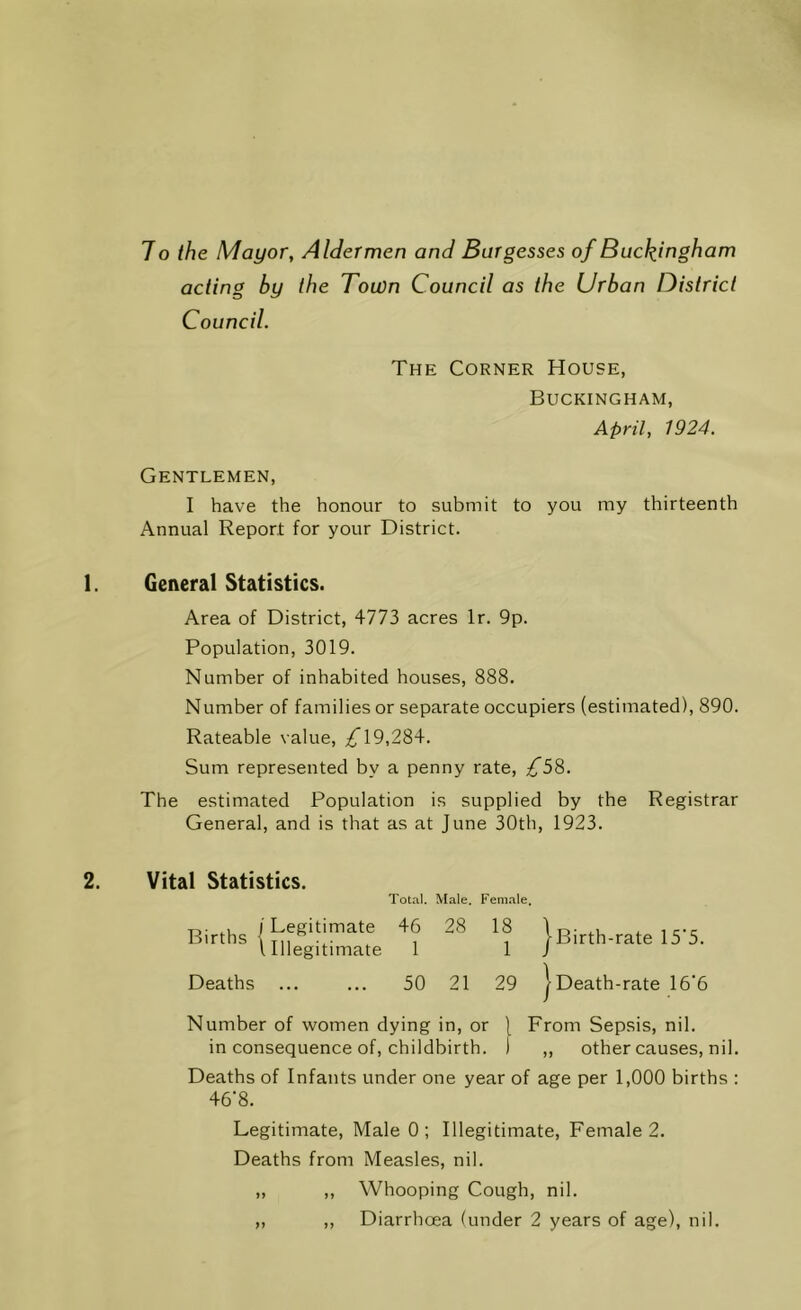 To the Mayor, Aldermen and Burgesses of Buckingham
acting by the Town Council as the Urban District
Council.
The Corner House,
Buckingham,
April, 1924.
Gentlemen,
I have the honour to submit to you my thirteenth
Annual Report for your District.
1. General Statistics.
Area of District, 4773 acres 1r. 9p.
Population, 3019.
Number of inhabited houses, 888.
Number of families or separate occupiers (estimated), 890.
Rateable value, £19,284.
Sum represented by a penny rate, £58.
The estimated Population is supplied by the Registrar
General, and is that as at June 30th, 1923.
2. Vital Statistics.
Total. Male. Female.
Births { Legitimate 46 28 18 } Birth-rate 15·5.
{ Illegitimate 1 1 }
Deaths ... ... 50 21 29 } Death-rate 16·6
Number of women dying in, or } From Sepsis, nil.
in consequence of, childbirth. } ,, other causes, nil.
Deaths of Infants under one year of age per 1,000 births :
46·8.
Legitimate, Male 0 ; Illegitimate, Female 2.
Deaths from Measles, nil.
,, ,, Whooping Cough, nil.
,, ,, Diarrhœa (under 2 years of age), nil.